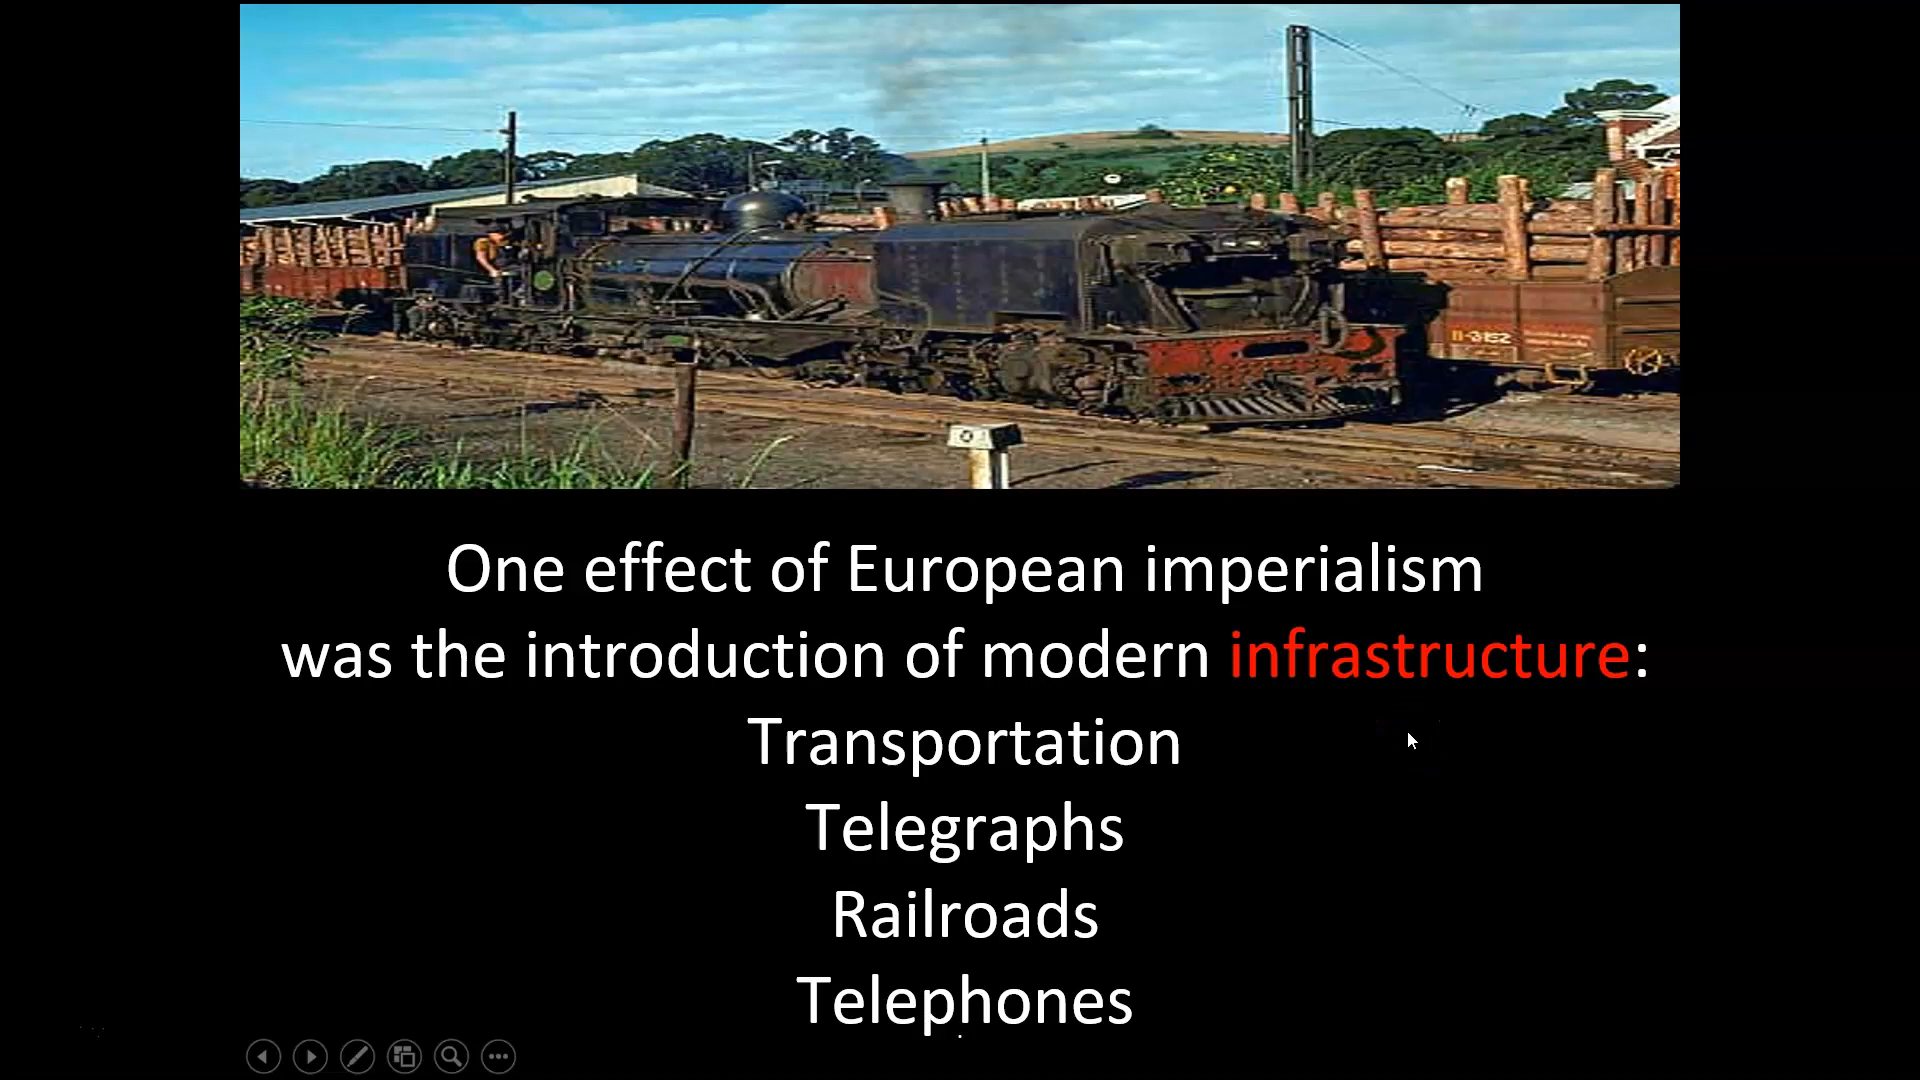 One effect of European imperialism
was the introduction of modern infrastructure:
Transportation
Telegraphs
Railroads
Telephones